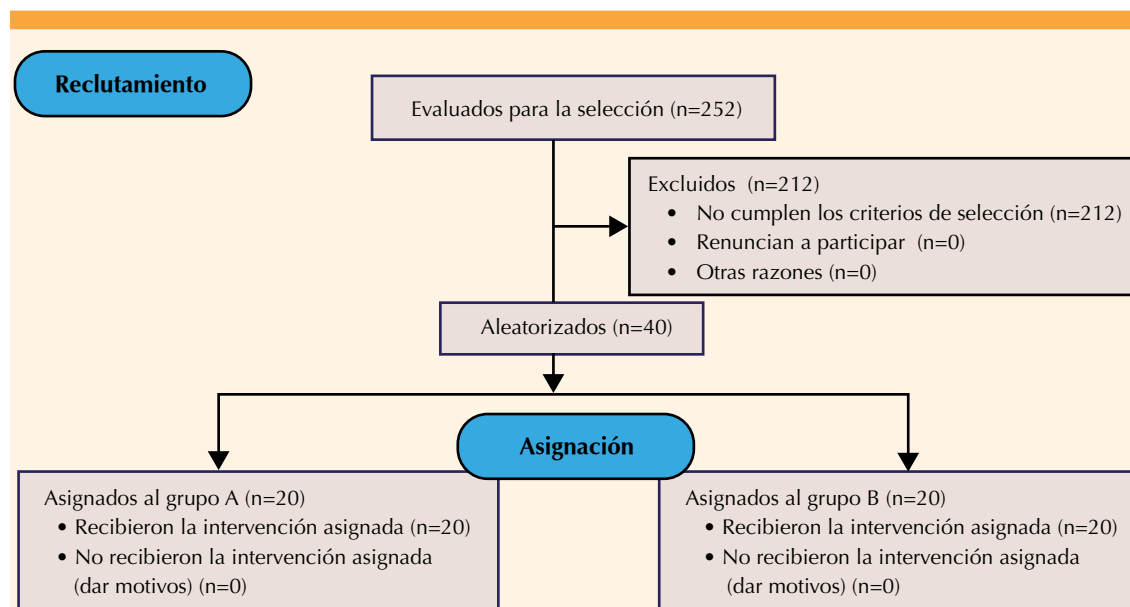 Reclutamiento
Evaluados para la selección (n=252)
Excluidos (n=212)
• No cumplen los criterios de selección (n=212)
• Renuncian a participar (n=0)
• Otras razones (n=0)
Aleatorizados (n=40)
Asignación
Asignados al grupo A (n=20)
• Recibieron la intervención asignada (n=20)
• No recibieron la intervención asignada
(dar motivos) (n=0)
Asignados al grupo B (n=20)
• Recibieron la intervención asignada (n=20)
• No recibieron la intervención asignada
(dar motivos) (n=0)